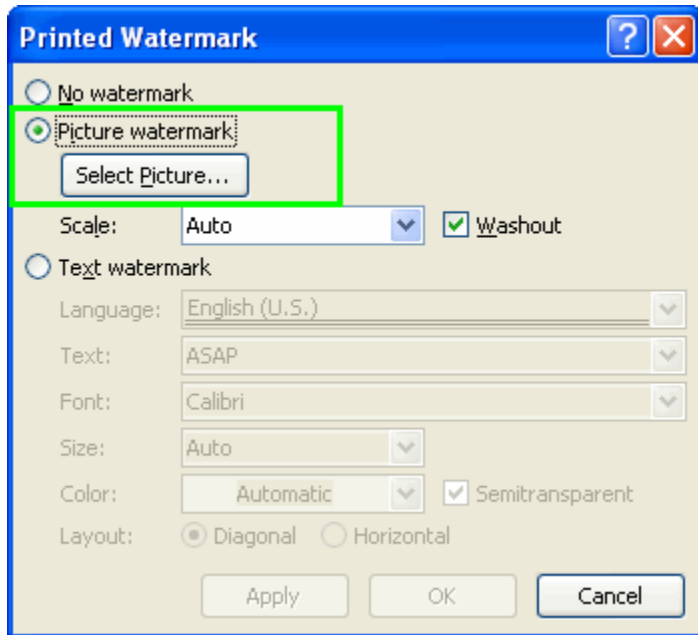 Printed Watermark ?
No watermark
Picture watermark
Select Picture...
Scale: Auto Washout
Text watermark
Language: English (U.S.)
Text: ASAP
Font: Calibri
Size: Auto
Color: Automatic Semitransparent
Layout: Diagonal Horizontal
Apply OK Cancel